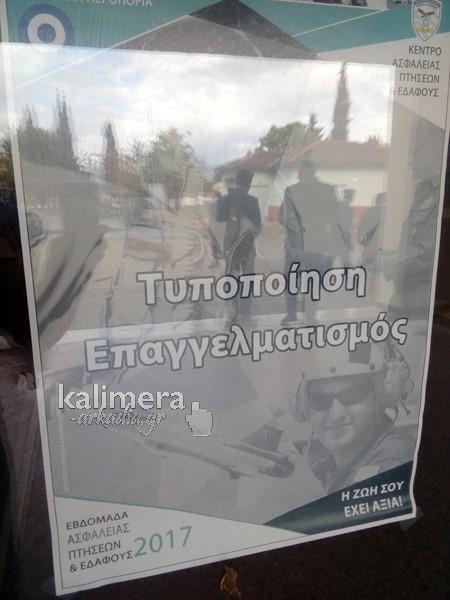 ΚΕΝΤΡΟ
ΑΣΦΑΛΕΙΑΣ
ΠΤΗΣΕΩΝ
& ΕΔΑΦΟΥΣ
Τυποποίηση
Επαγγελματισμός
kalimera
-arkadia.gr
Η ΖΩΗ ΣΟΥ
ΕΧΕΙ ΑΞΙΑ!
ΕΒΔΟΜΑΔΑ
ΑΣΦΑΛΕΙΑΣ
ΠΤΗΣΕΩΝ
& ΕΔΑΦΟΥΣ 2017